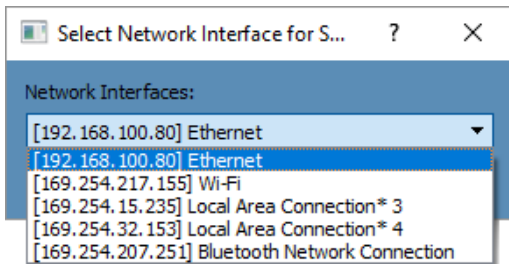 Select Network Interface for S... ?
Network Interfaces:
[192.168.100.80] Ethernet
[192.168.100.80] Ethernet
[169.254.217.155] Wi-Fi
[169.254.15.235] Local Area Connection* 3
[169.254.32.153] Local Area Connection* 4
[169.254.207.251] Bluetooth Network Connection